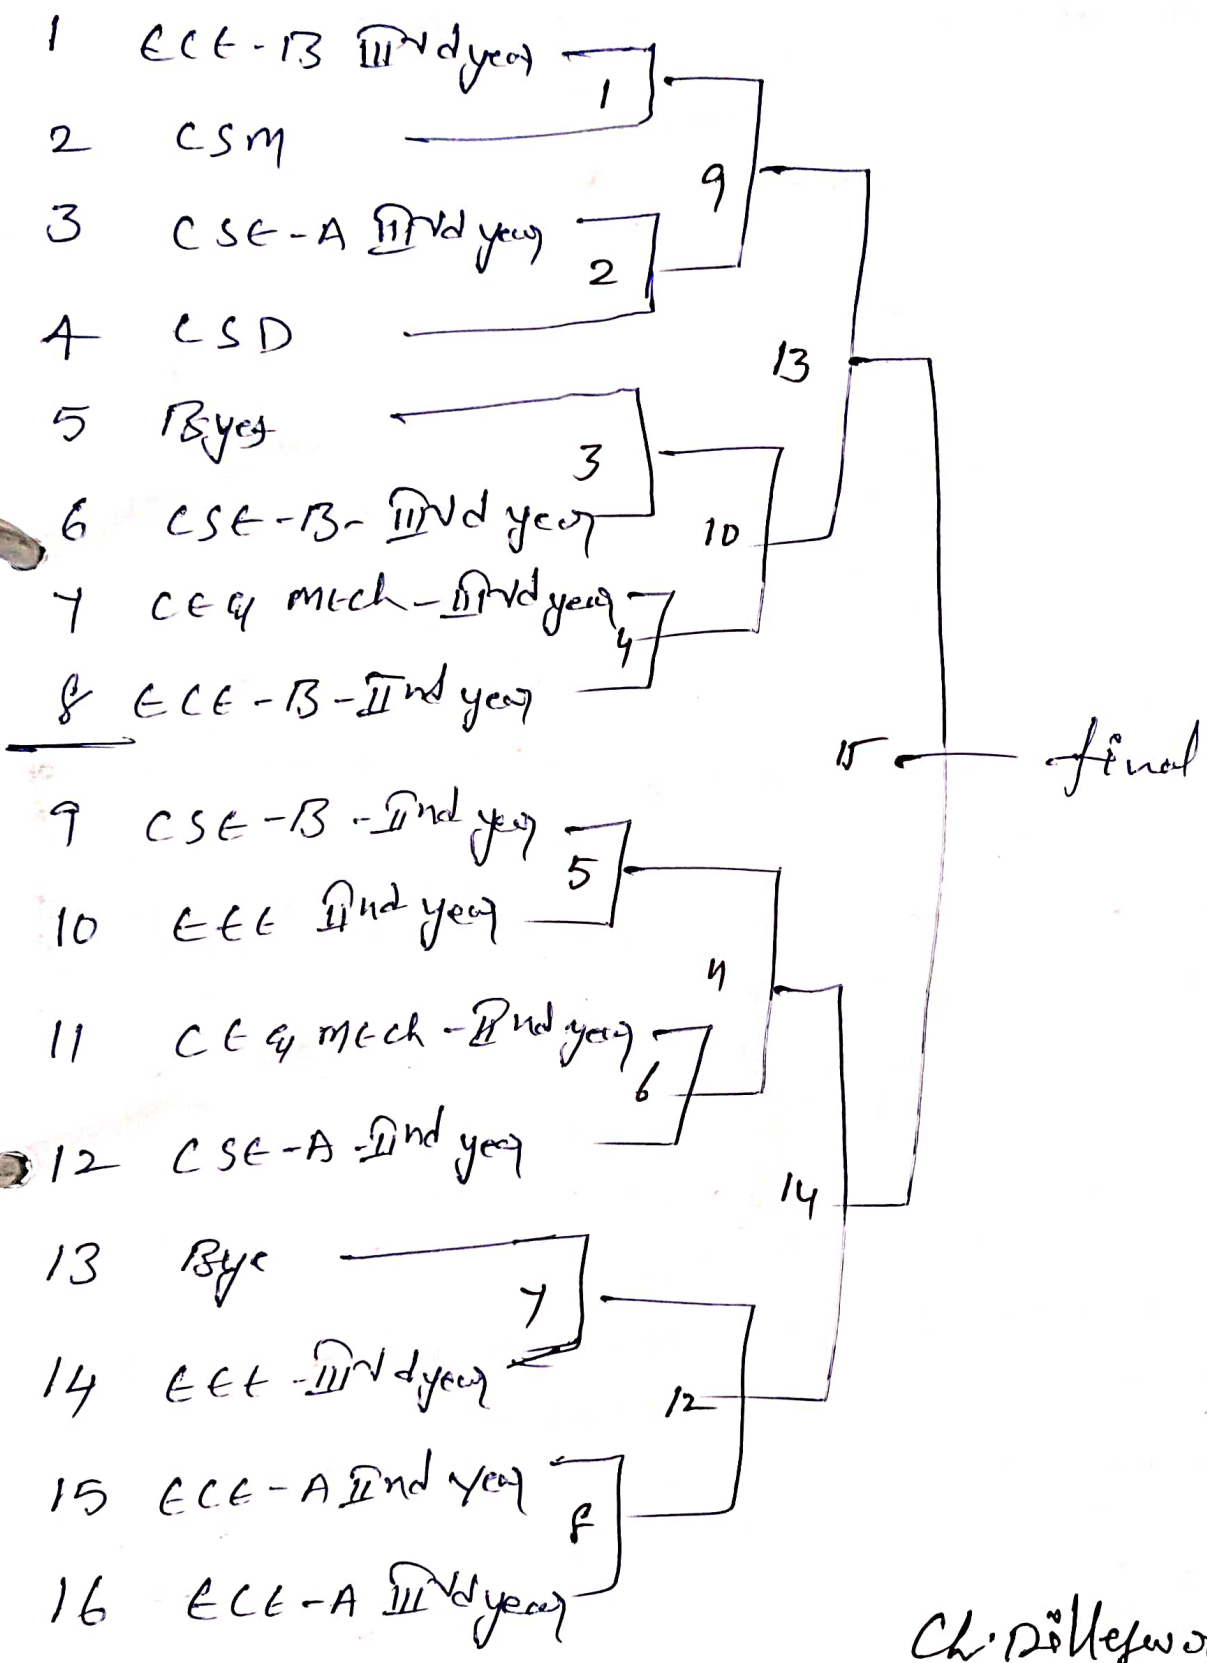 1 ECE-B IIIrd year
1
2 CSM
9
3 CSE-A IIIrd year
2
4 CSD
13
5 Byes
3
6 CSE-B-IIIrd year
10
7 CE & MECh-IIIrd year
4
8 ECE-B-IInd year
15 final
9 CSE-B-IInd year
5
10 EEE IInd year
11
11 CE & MECh-IInd year
6
12 CSE-A-IInd year
14
13 Bye
7
14 EEE-IIIrd year
12
15 ECE-A IInd year
8
16 ECE-A IIIrd year
Ch.